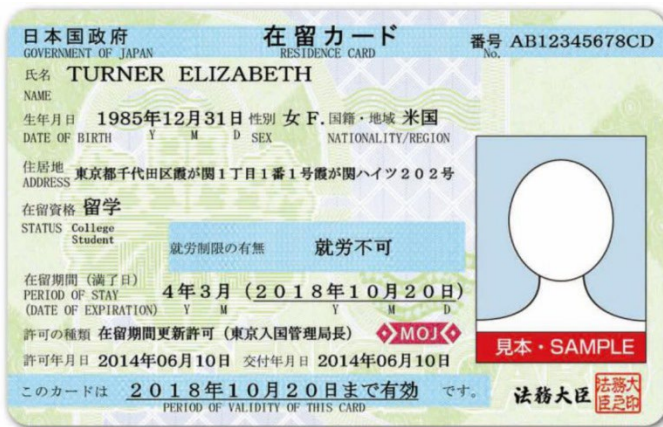 日本国政府 在留カード 番号 AB12345678CD
GOVERNMENT OF JAPAN RESIDENCE CARD No.
氏名 TURNER ELIZABETH
NAME
生年月日 1985年12月31日 性別 女 F. 国籍・地域 米国
DATE OF BIRTH Y M D SEX NATIONALITY/REGION
住居地 東京都千代田区霞が関1丁目1番1号霞が関ハイツ202号
ADDRESS
在留資格 留学
STATUS College
Student
就労制限の有無 就労不可
在留期間 (満了日)
PERIOD OF STAY 4年3月 (2018年10月20日)
(DATE OF EXPIRATION) Y M Y M D
許可の種類 在留期間更新許可 (東京入国管理局長) MOJ
見本・SAMPLE
許可年月日 2014年06月10日 交付年月日 2014年06月10日
このカードは 2018年10月20日まで有効 です。
PERIOD OF VALIDITY OF THIS CARD
法務大臣 法務大臣之印